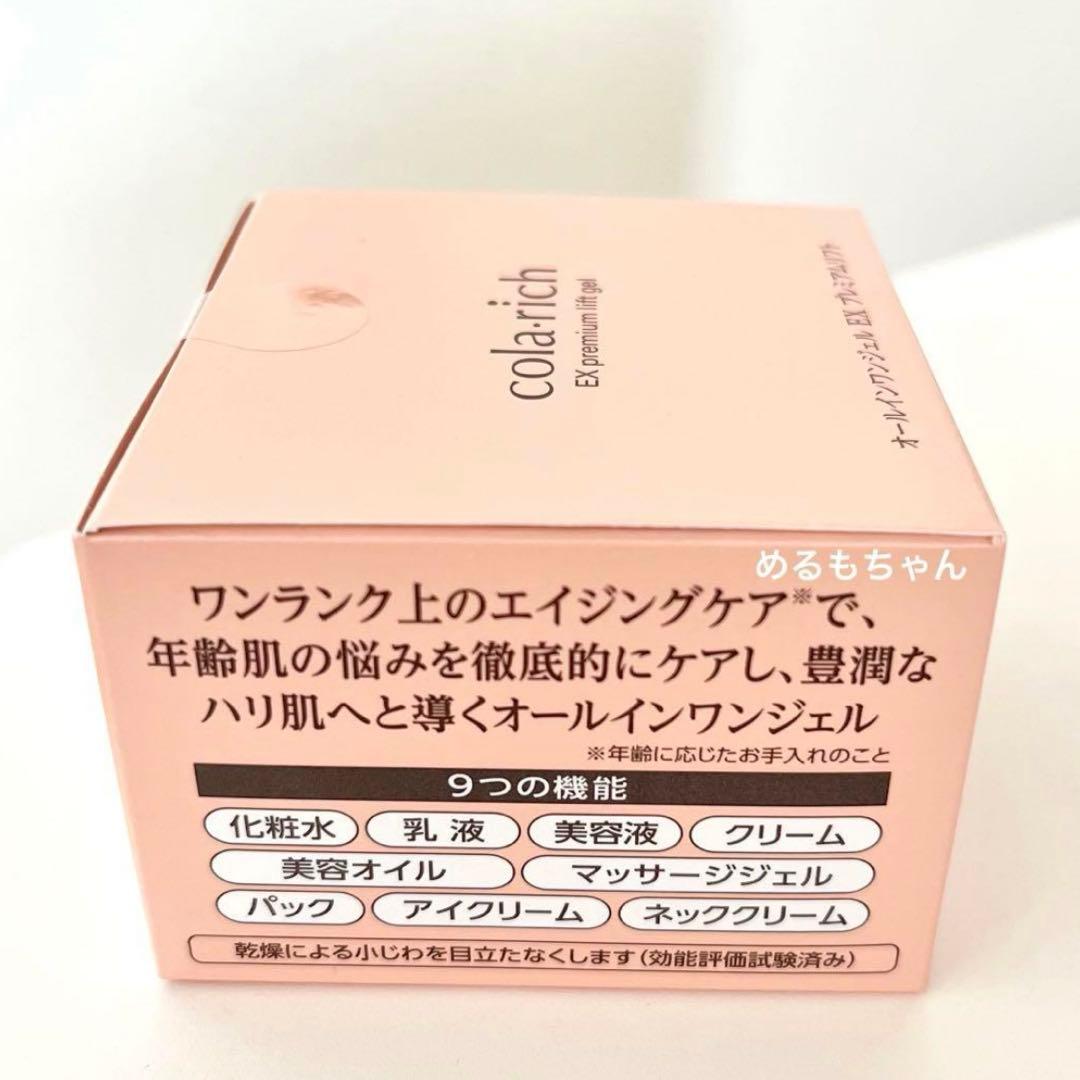 cola·rich
EX premium lift gel
オールインワンジェル EX プレミアムリフト
めるもちゃん
ワンランク上のエイジングケア※で、
年齢肌の悩みを徹底的にケアし、豊潤な
ハリ肌へと導くオールインワンジェル
※年齢に応じたお手入れのこと
9つの機能
化粧水 乳液 美容液 クリーム
美容オイル マッサージジェル
パック アイクリーム ネッククリーム
乾燥による小じわを目立たなくします(効能評価試験済み)